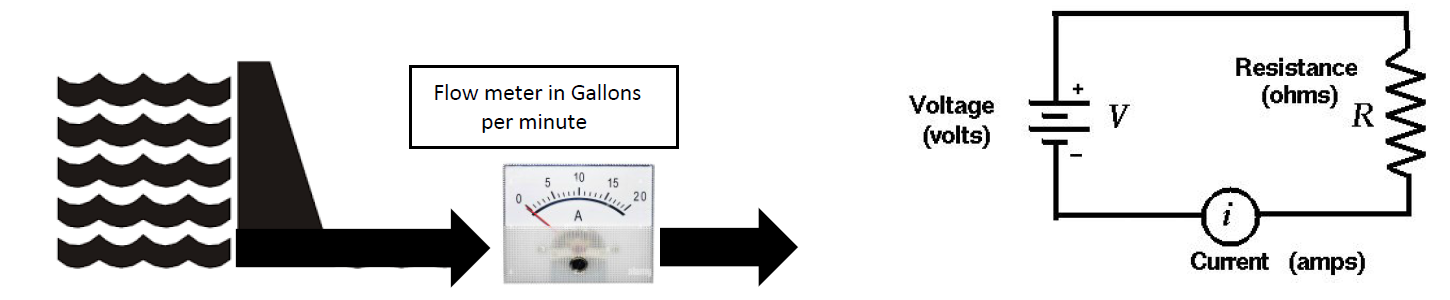 Flow meter in Gallons
per minute
0 5 10 15 20
A
Voltage
(volts)
+
V
−
Resistance
(ohms)
R
i
Current (amps)